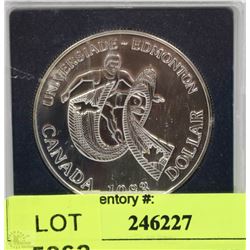 UNIVERSIADE - EDMONTON
CANADA 1983 DOLLAR
entory #:
LOT 246227